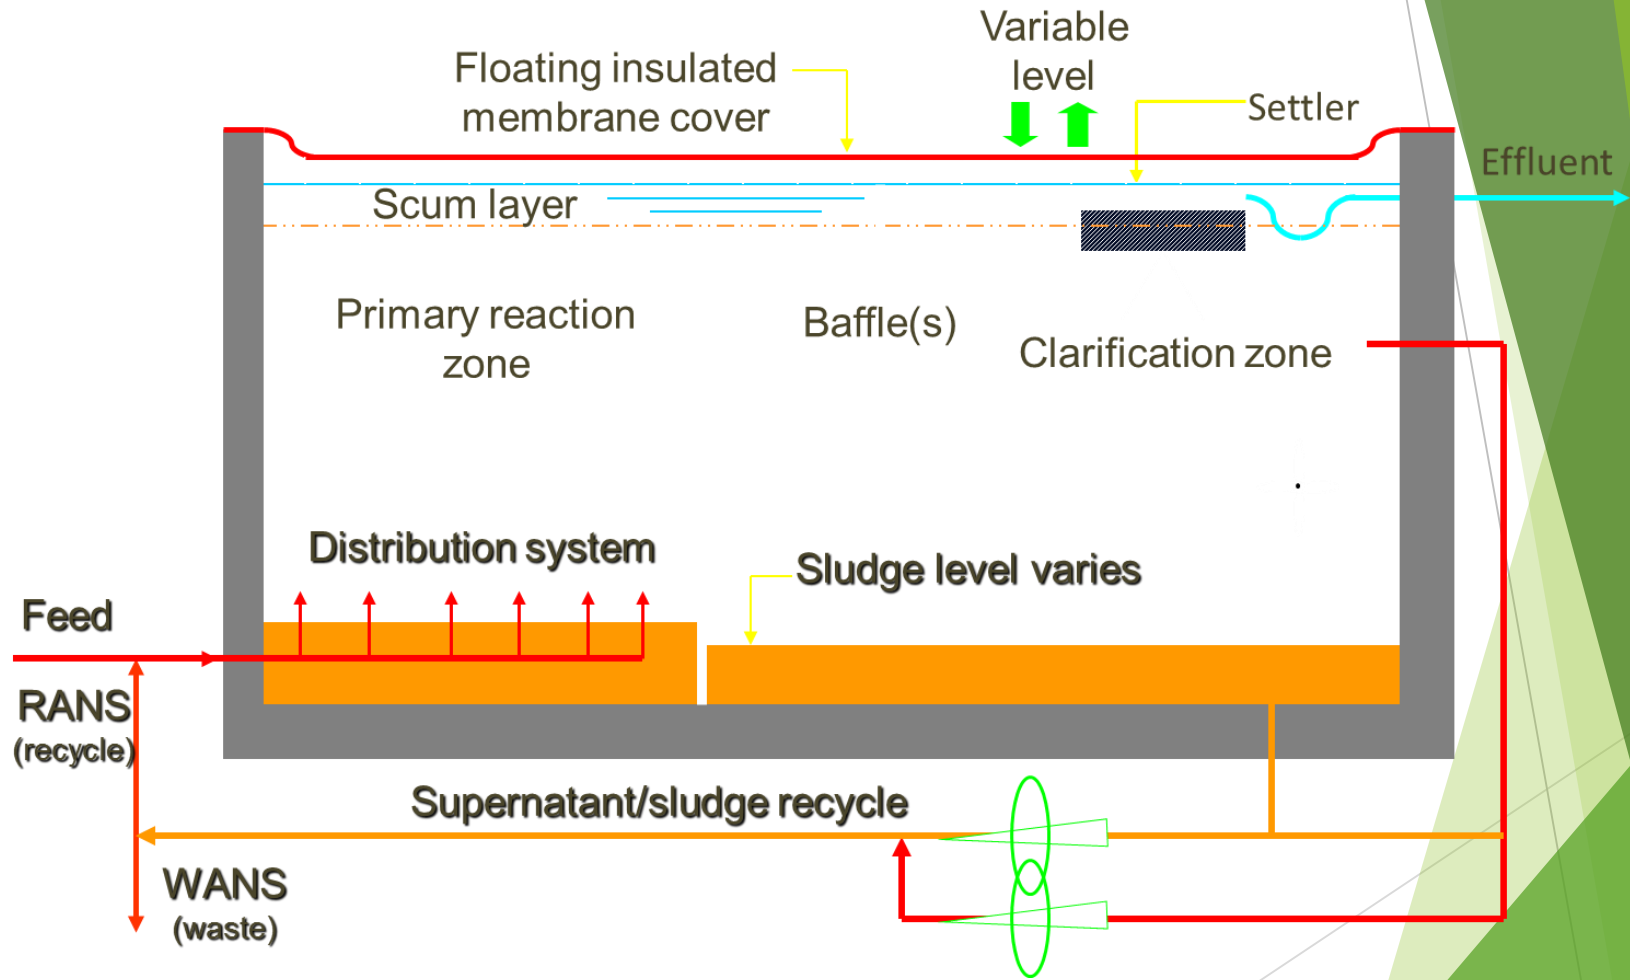 Variable
level
Floating insulated
membrane cover
Settler
Effluent
Scum layer
Primary reaction
zone
Baffle(s)
Clarification zone
Distribution system
Sludge level varies
Feed
RANS
(recycle)
Supernatant/sludge recycle
WANS
(waste)